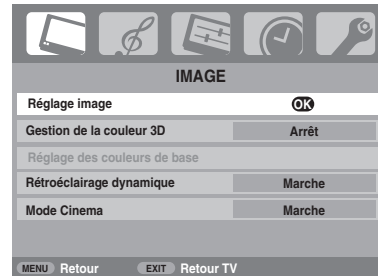 IMAGE
Réglage image OK
Gestion de la couleur 3D Arrêt
Réglage des couleurs de base
Rétroéclairage dynamique Marche
Mode Cinema Marche
MENU Retour EXIT Retour TV